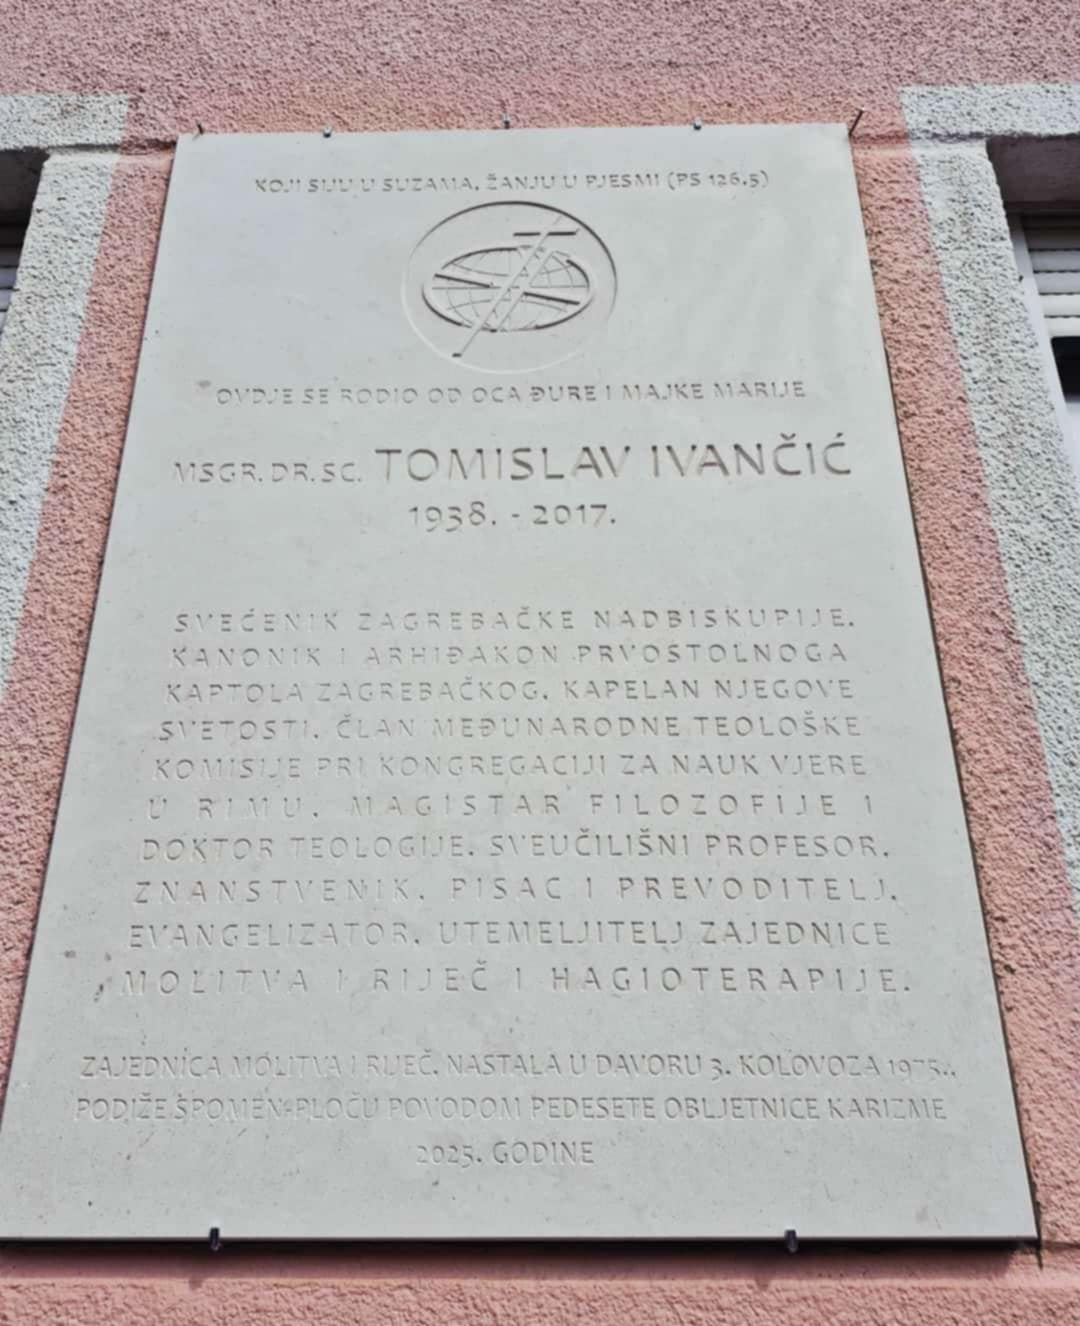 KOJI SIJU U SUZAMA, ŽANJU U PJESMI (PS 126,5)
OVDJE SE RODIO OD OCA ĐURE I MAJKE MARIJE
MSGR. DR. SC. TOMISLAV IVANČIĆ
1938. - 2017.
SVEĆENIK ZAGREBAČKE NADBISKUPIJE,
KANONIK I ARHIĐAKON PRVOSTOLNOGA
KAPTOLA ZAGREBAČKOG, KAPELAN NJEGOVE
SVETOSTI, ČLAN MEĐUNARODNE TEOLOŠKE
KOMISIJE PRI KONGREGACIJI ZA NAUK VJERE
U RIMU, MAGISTAR FILOZOFIJE I
DOKTOR TEOLOGIJE, SVEUČILIŠNI PROFESOR,
ZNANSTVENIK, PISAC I PREVODITELJ,
EVANGELIZATOR, UTEMELJITELJ ZAJEDNICE
MOLITVA I RIJEČ I HAGIOTERAPIJE.
ZAJEDNICA MOLITVA I RIJEČ, NASTALA U DAVORU 3. KOLOVOZA 1975.,
PODIŽE SPOMEN-PLOČU POVODOM PEDESETE OBLJETNICE KARIZME
2025. GODINE